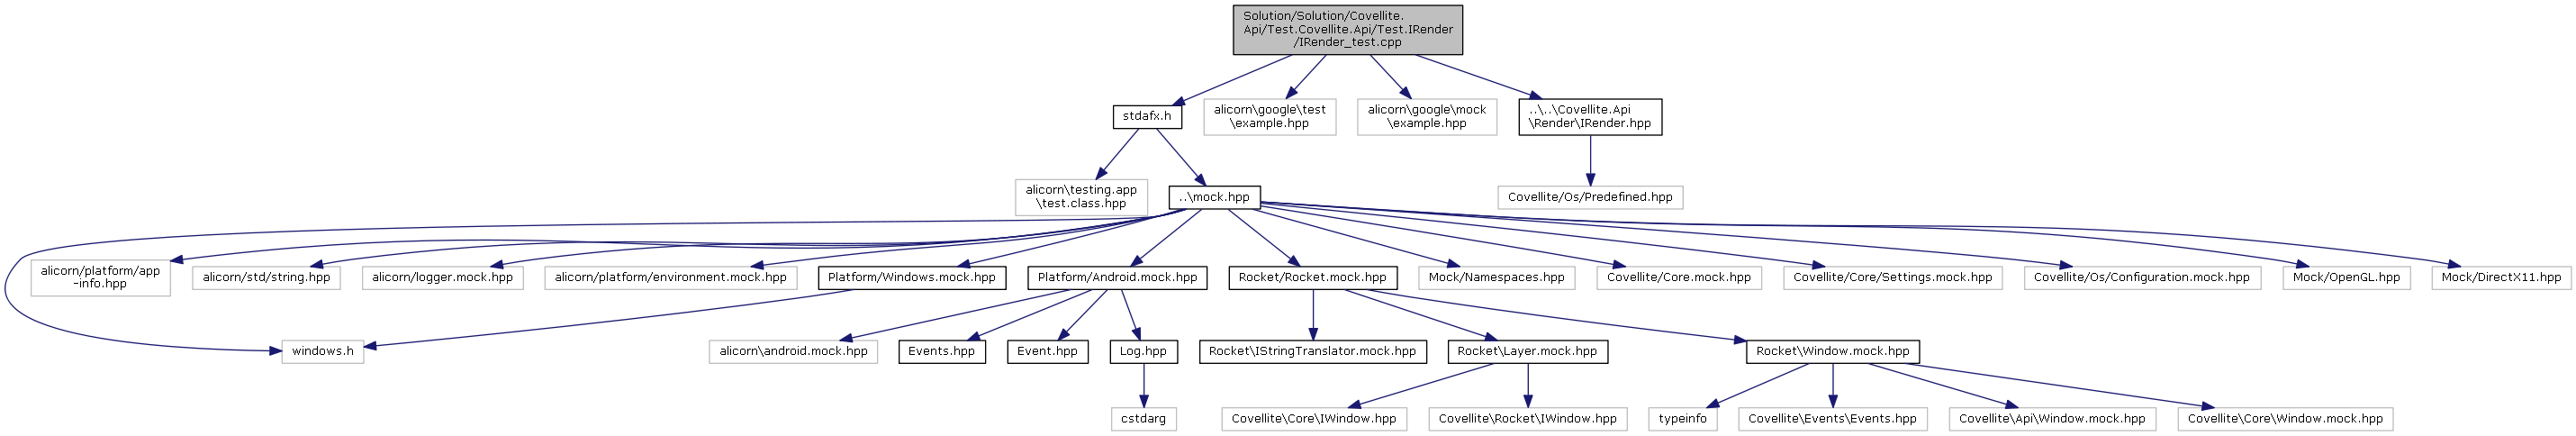 Solution/Solution/Covellite.
Api/Test.Covellite.Api/Test.IRender
/IRender_test.cpp
stdafx.h
alicorn\google\test
\example.hpp
alicorn\google\mock
\example.hpp
..\..\Covellite.Api
\Render\IRender.hpp
alicorn\testing.app
\test.class.hpp
..\mock.hpp
Covellite/Os/Predefined.hpp
alicorn/platform/app
-info.hpp
alicorn/std/string.hpp
alicorn/logger.mock.hpp
alicorn/platform/environment.mock.hpp
Platform/Windows.mock.hpp
Platform/Android.mock.hpp
Rocket/Rocket.mock.hpp
Mock/Namespaces.hpp
Covellite/Core.mock.hpp
Covellite/Core/Settings.mock.hpp
Covellite/Os/Configuration.mock.hpp
Mock/OpenGL.hpp
Mock/DirectX11.hpp
windows.h
alicorn\android.mock.hpp
Events.hpp
Event.hpp
Log.hpp
Rocket\IStringTranslator.mock.hpp
Rocket\Layer.mock.hpp
Rocket\Window.mock.hpp
cstdarg
Covellite\Core\IWindow.hpp
Covellite\Rocket\IWindow.hpp
typeinfo
Covellite\Events\Events.hpp
Covellite\Api\Window.mock.hpp
Covellite\Core\Window.mock.hpp